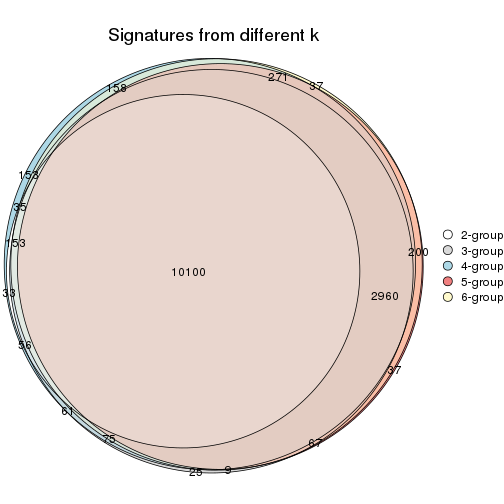 Signatures from different k
271
37
158
153
35
153
200
10100
2960
33
56
37
61
75
67
25
9
2-group
3-group
4-group
5-group
6-group